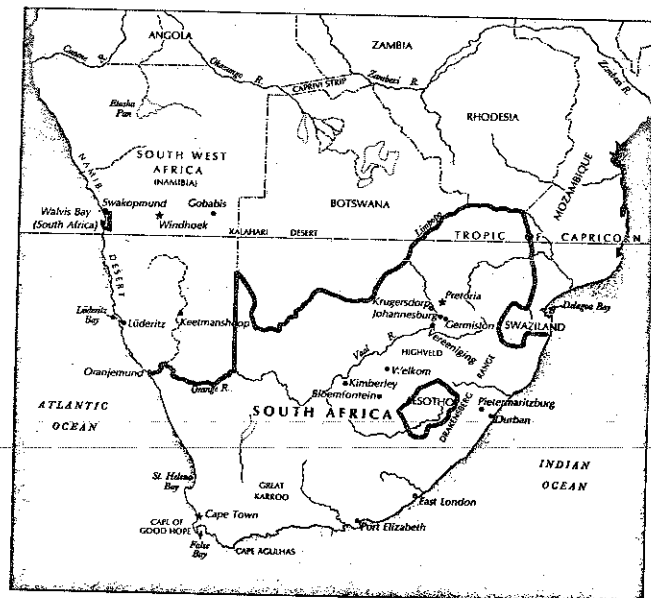 ANGOLA
ZAMBIA
Cunene R.
Okavango R.
CAPRIVI STRIP
Zambezi R.
Zambezi R.
Etosha
Pan
RHODESIA
NAMIB
SOUTH WEST
AFRICA
(NAMIBIA)
MOZAMBIQUE
BOTSWANA
Swakopmund
Gobabis
Walvis Bay
(South Africa)
Windhoek
KALAHARI DESERT
Limpopo
TROPIC OF CAPRICORN
DESERT
Pretoria
Krugersdorp
Johannesburg
Germiston
Delagoa Bay
SWAZILAND
Lüderitz
Bay
Lüderitz
Keetmanshoop
Vereeniging
Vaal R.
HIGHVELD
RANGE
Welkom
Oranjemund
Orange R.
Kimberley
Bloemfontein
LESOTHO
DRAKENSBERG
Pietermaritzburg
Durban
ATLANTIC
OCEAN
SOUTH AFRICA
INDIAN
OCEAN
St. Helena
Bay
GREAT
KARROO
East London
Cape Town
CAPE OF
GOOD HOPE
Port Elizabeth
False
Bay
CAPE AGULHAS